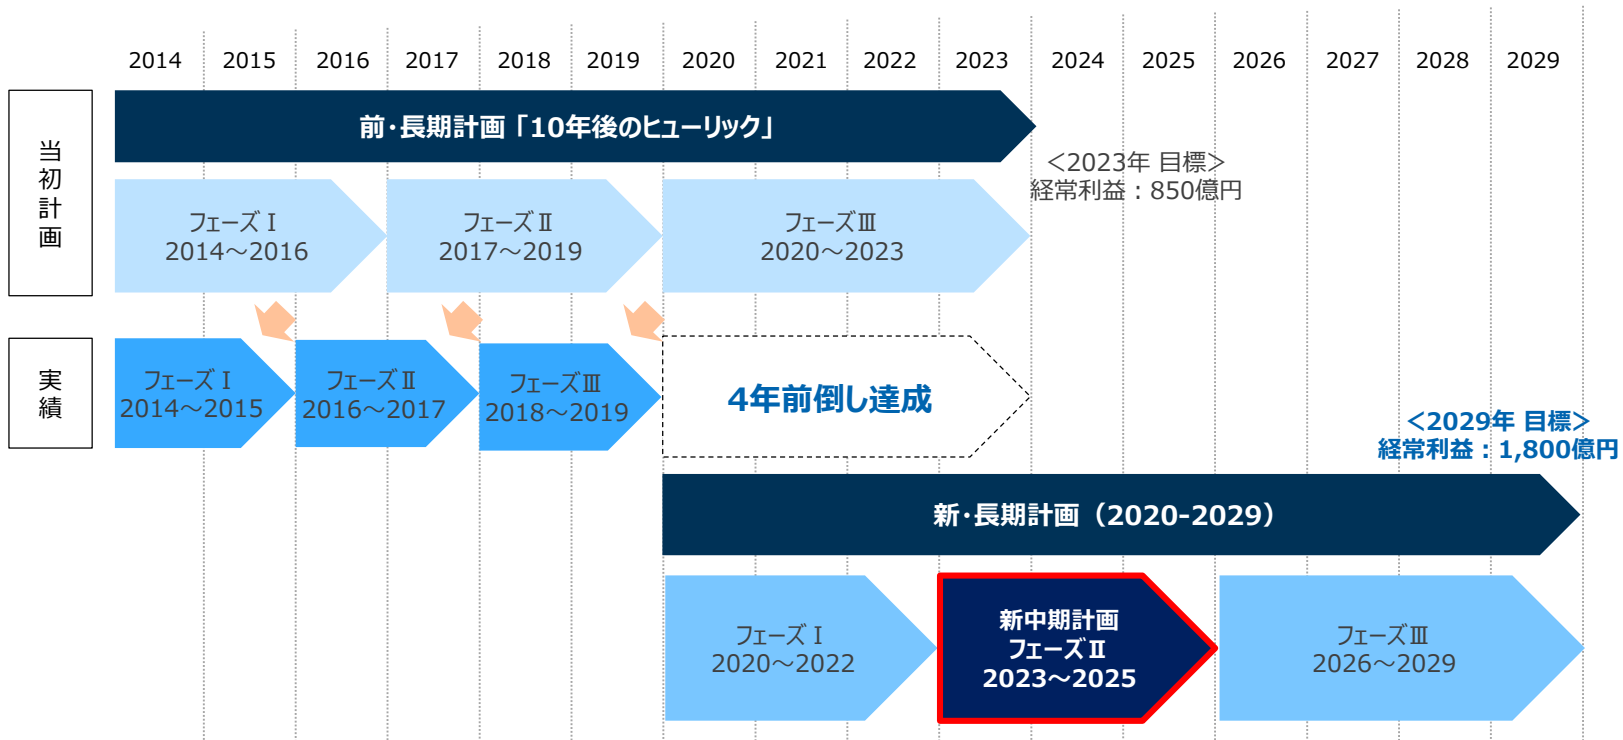 2014 2015 2016 2017 2018 2019 2020 2021 2022 2023 2024 2025 2026 2027 2028 2029
当初計画
前・長期計画「10年後のヒューリック」
<2023年 目標>
経常利益：850億円
フェーズⅠ
2014～2016
フェーズⅡ
2017～2019
フェーズⅢ
2020～2023
実績
フェーズⅠ
2014～2015
フェーズⅡ
2016～2017
フェーズⅢ
2018～2019
4年前倒し達成
<2029年 目標>
経常利益：1,800億円
新・長期計画（2020-2029）
フェーズⅠ
2020～2022
新中期計画
フェーズⅡ
2023～2025
フェーズⅢ
2026～2029